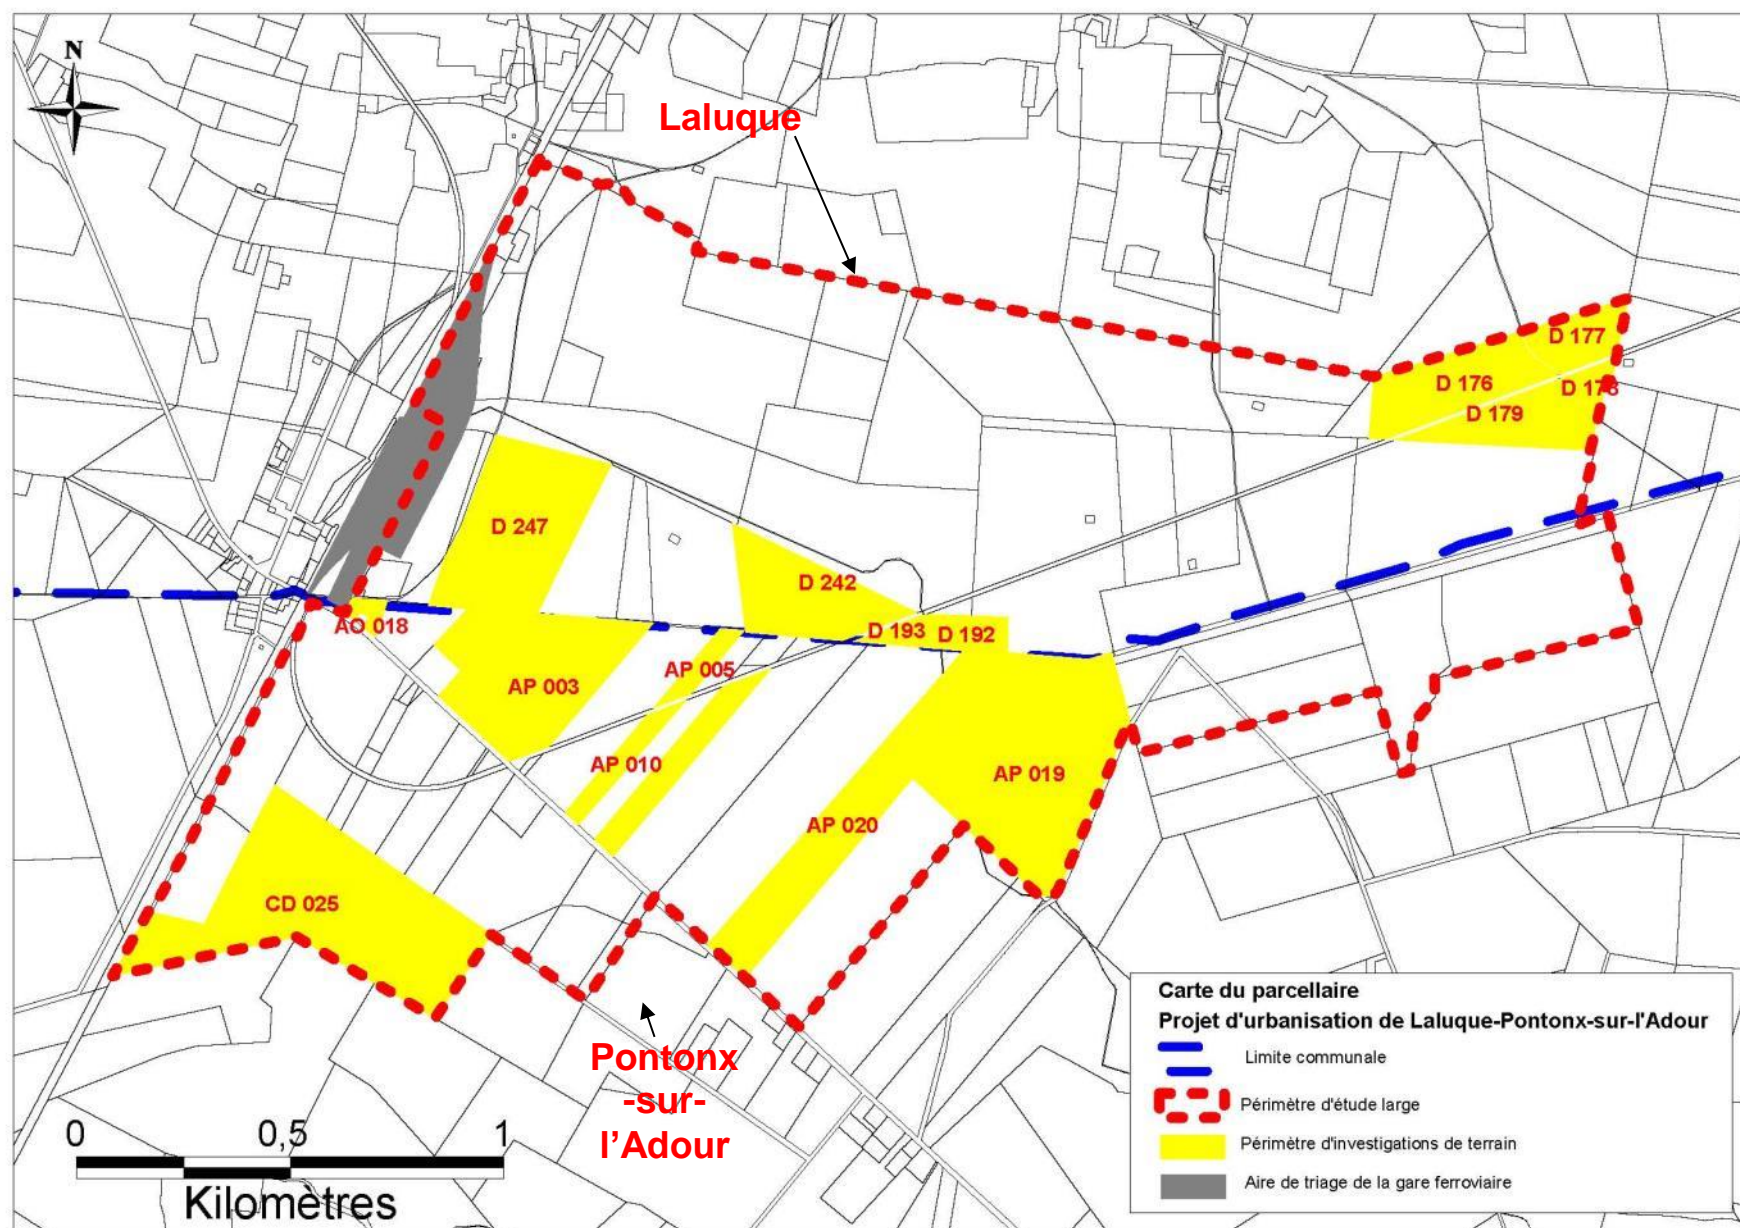 N
Laluque
D 177
D 176
D 178
D 179
D 247
D 242
D 193
D 192
AO 018
AP 005
AP 003
AP 010
AP 019
AP 020
CD 025
Pontonx
-sur-
l'Adour
0 0,5 1
Kilomètres
Carte du parcellaire
Projet d'urbanisation de Laluque-Pontonx-sur-l'Adour
Limite communale
Périmètre d'étude large
Périmètre d'investigations de terrain
Aire de triage de la gare ferroviaire